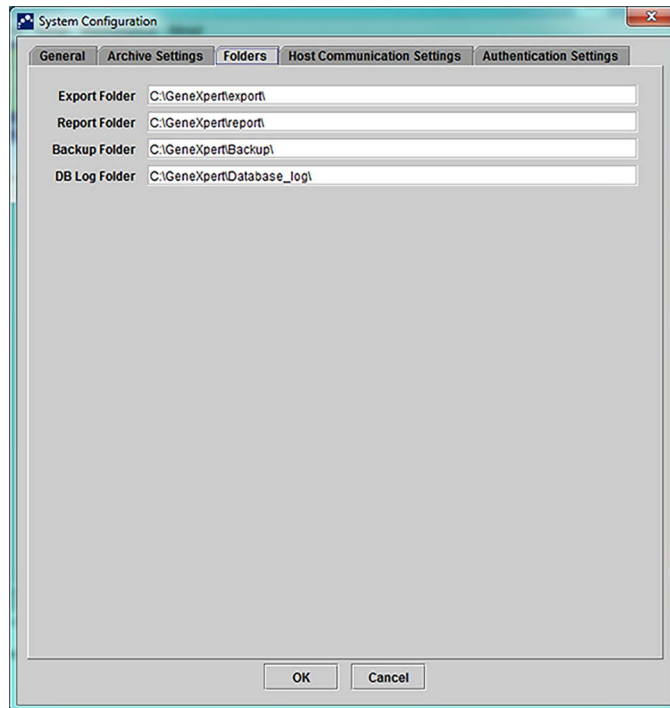 System Configuration
General Archive Settings Folders Host Communication Settings Authentication Settings
Export Folder C:\GeneXpert\export\
Report Folder C:\GeneXpert\report\
Backup Folder C:\GeneXpert\Backup\
DB Log Folder C:\GeneXpert\Database_log\
OK Cancel